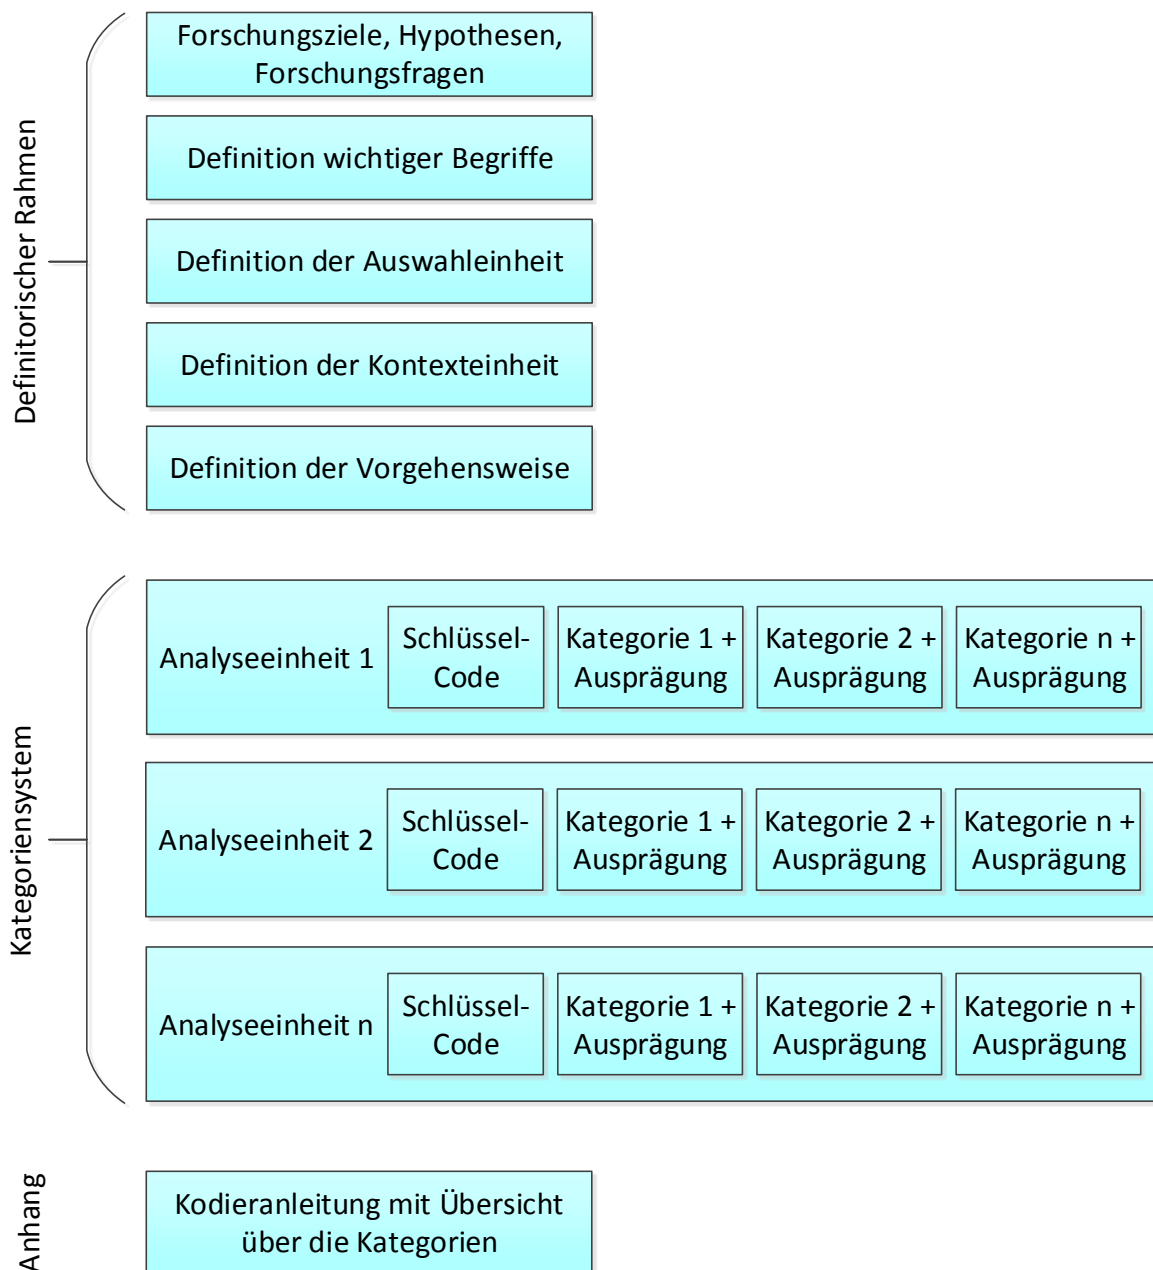 Definitorischer Rahmen
Forschungsziele, Hypothesen,
Forschungsfragen
Definition wichtiger Begriffe
Definition der Auswahleinheit
Definition der Kontexteinheit
Definition der Vorgehensweise
Kategoriensystem
Analyseeinheit 1
Schlüssel-
Code
Kategorie 1 +
Ausprägung
Kategorie 2 +
Ausprägung
Kategorie n +
Ausprägung
Analyseeinheit 2
Schlüssel-
Code
Kategorie 1 +
Ausprägung
Kategorie 2 +
Ausprägung
Kategorie n +
Ausprägung
Analyseeinheit n
Schlüssel-
Code
Kategorie 1 +
Ausprägung
Kategorie 2 +
Ausprägung
Kategorie n +
Ausprägung
Anhang
Kodieranleitung mit Übersicht
über die Kategorien